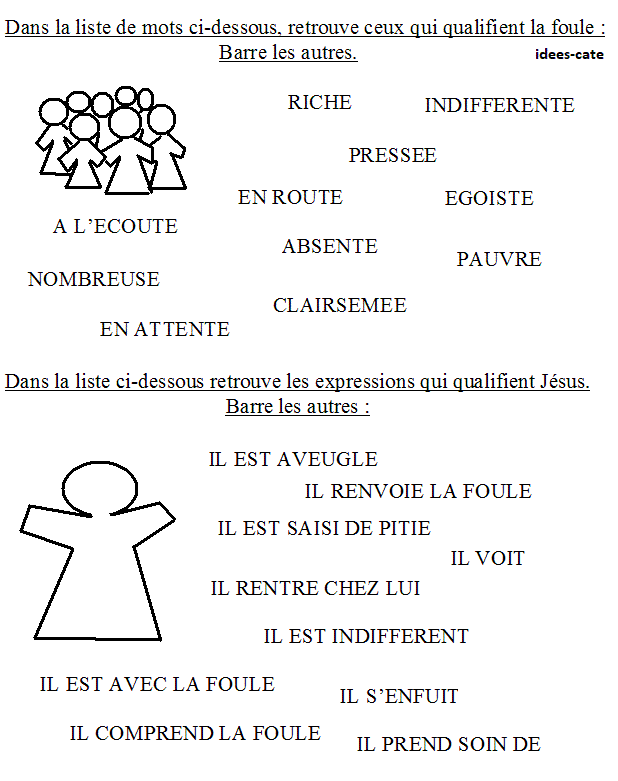 Dans la liste de mots ci-dessous, retrouve ceux qui qualifient la foule :
Barre les autres.
idees-cate
RICHE
INDIFFERENTE
PRESSEE
EN ROUTE
EGOISTE
A L’ECOUTE
ABSENTE
PAUVRE
NOMBREUSE
CLAIRSEMEE
EN ATTENTE
Dans la liste ci-dessous retrouve les expressions qui qualifient Jésus.
Barre les autres :
IL EST AVEUGLE
IL RENVOIE LA FOULE
IL EST SAISI DE PITIE
IL VOIT
IL RENTRE CHEZ LUI
IL EST INDIFFERENT
IL EST AVEC LA FOULE
IL S’ENFUIT
IL COMPREND LA FOULE
IL PREND SOIN DE